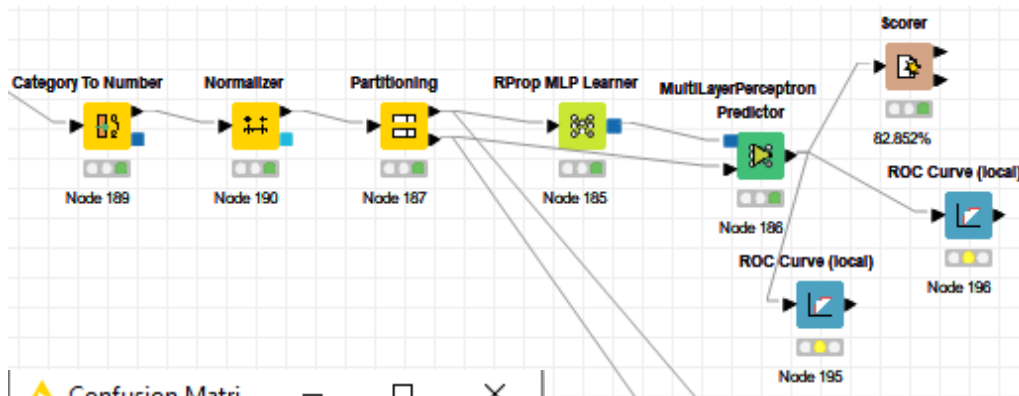 Scorer
Category To Number
Normalizer
Partitioning
RProp MLP Learner
MultiLayerPerceptron
Predictor
82.852%
ROC Curve (local)
Node 189
Node 190
Node 187
Node 185
Node 186
ROC Curve (local)
Node 196
Node 195
Confusion Matri